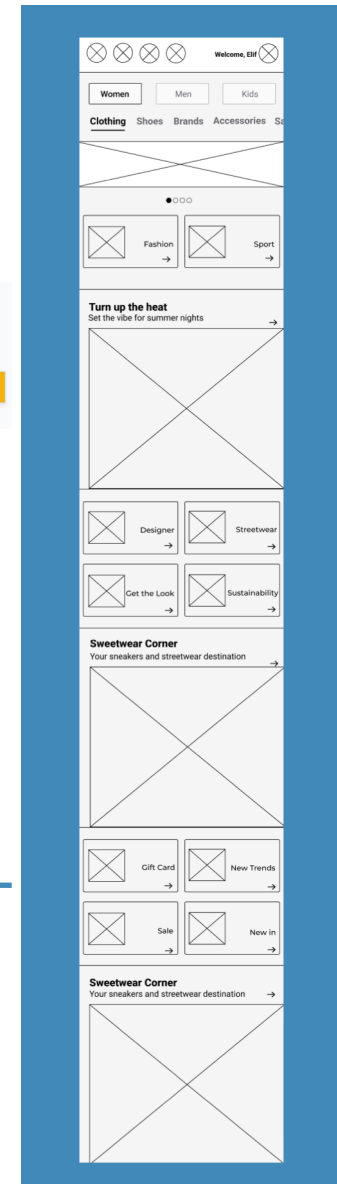 Welcome, Elif
Women Men Kids
Clothing Shoes Brands Accessories Sa
Fashion Sport
Turn up the heat
Set the vibe for summer nights
Designer Streetwear
Get the Look Sustainability
Sweetwear Corner
Your sneakers and streetwear destination
Gift Card New Trends
Sale New in
Sweetwear Corner
Your sneakers and streetwear destination